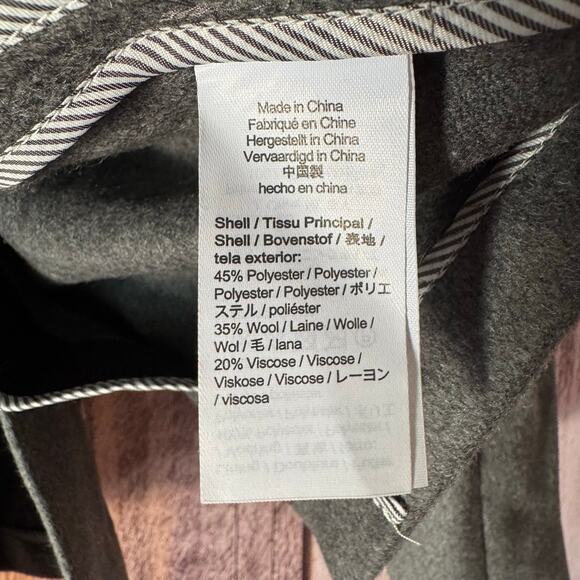 Made in China
Fabriqué en Chine
Hergestellt in China
Vervaardigd in China
中国製
hecho en china
Shell / Tissu Principal /
Shell / Bovenstof / 表地 /
tela exterior:
45% Polyester / Polyester /
Polyester / Polyester / ポリエ
ステル / poliéster
35% Wool / Laine / Wolle /
Wol / 毛 / lana
20% Viscose / Viscose /
Viskose / Viscose / レーヨン
/ viscosa